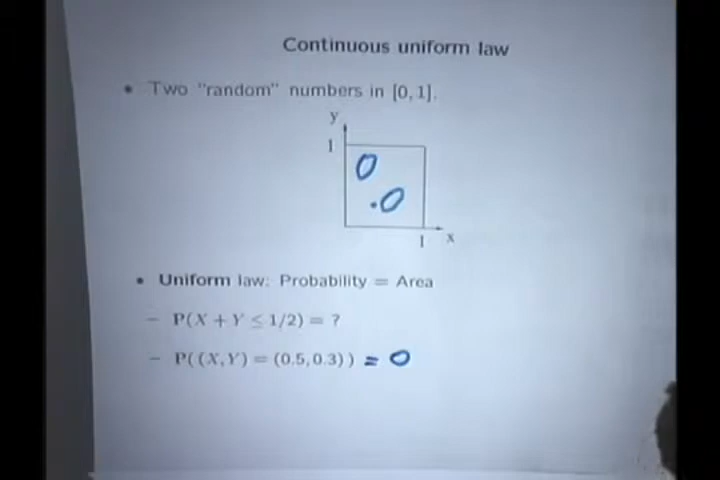 Continuous uniform law
• Two "random" numbers in [0, 1].
y
1
0
.0
1 x
• Uniform law: Probability = Area
– P(X + Y ≤ 1/2) = ?
– P( (X, Y) = (0.5, 0.3) ) = 0